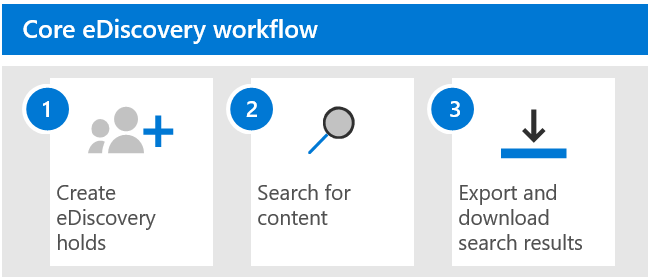 Core eDiscovery workflow
1
Create
eDiscovery
holds
2
Search for
content
3
Export and
download
search results